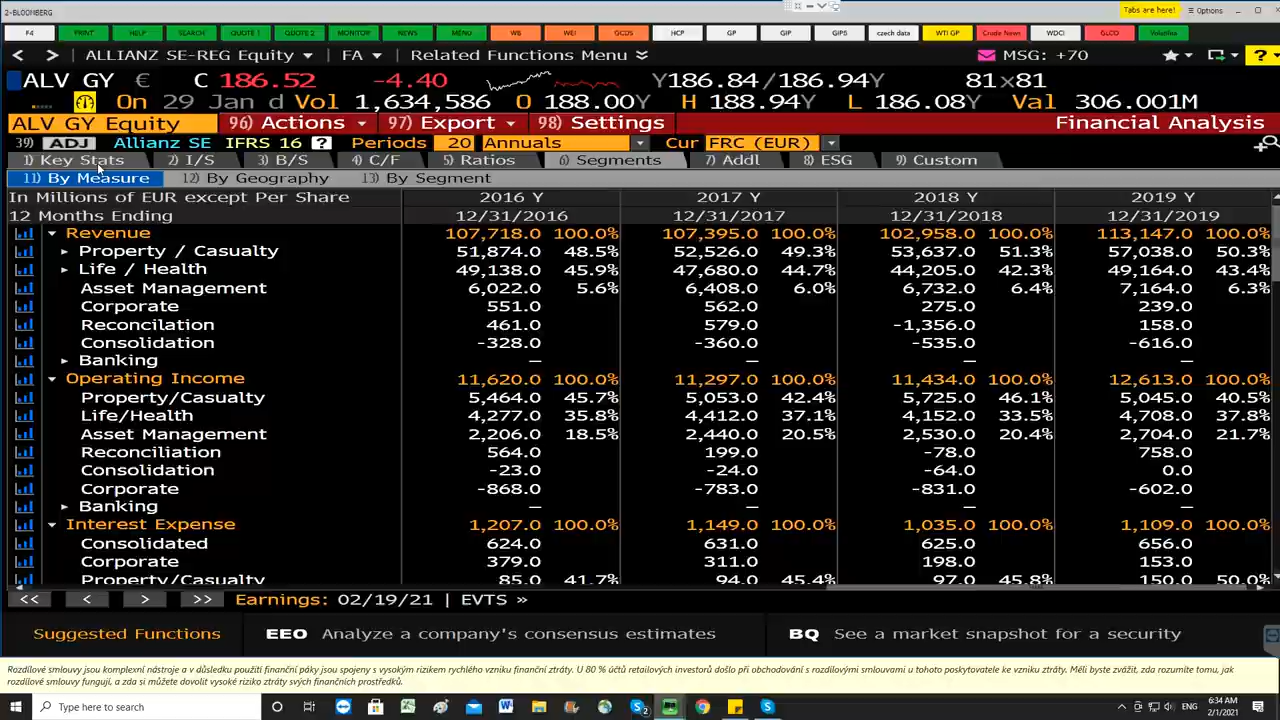 2-BLOOMBERG Tabs are here! Options
F4 PRINT HELP SEARCH QUOTE 1 QUOTE 2 MONITOR NEWS MENU WB WEI GCDS HCP GP GIP GIPS czech data WTI GP Crude News WDCI GLCO Volatilita
< > ALLIANZ SE-REG Equity FA Related Functions Menu MSG: +70 ?
ALV GY € C 186.52 -4.40 Y186.84/186.94Y 81x81
On 29 Jan d Vol 1,634,586 O 188.00Y H 188.94Y L 186.08Y Val 306.001M
ALV GY Equity 96) Actions 97) Export 98) Settings Financial Analysis
39) ADJ Allianz SE IFRS 16 ? Periods 20 Annuals Cur FRC (EUR)
1) Key Stats 2) I/S 3) B/S 4) C/F 5) Ratios 6) Segments 7) Addl 8) ESG 9) Custom
11) By Measure 12) By Geography 13) By Segment
In Millions of EUR except Per Share 2016 Y 2017 Y 2018 Y 2019 Y
12 Months Ending 12/31/2016 12/31/2017 12/31/2018 12/31/2019
Revenue 107,718.0 100.0% 107,395.0 100.0% 102,958.0 100.0% 113,147.0 100.0%
Property / Casualty 51,874.0 48.5% 52,526.0 49.3% 53,637.0 51.3% 57,038.0 50.3%
Life / Health 49,138.0 45.9% 47,680.0 44.7% 44,205.0 42.3% 49,164.0 43.4%
Asset Management 6,022.0 5.6% 6,408.0 6.0% 6,732.0 6.4% 7,164.0 6.3%
Corporate 551.0 562.0 275.0 239.0
Reconcilation 461.0 579.0 -1,356.0 158.0
Consolidation -328.0 -360.0 -535.0 -616.0
Banking — — — —
Operating Income 11,620.0 100.0% 11,297.0 100.0% 11,434.0 100.0% 12,613.0 100.0%
Property/Casualty 5,464.0 45.7% 5,053.0 42.4% 5,725.0 46.1% 5,045.0 40.5%
Life/Health 4,277.0 35.8% 4,412.0 37.1% 4,152.0 33.5% 4,708.0 37.8%
Asset Management 2,206.0 18.5% 2,440.0 20.5% 2,530.0 20.4% 2,704.0 21.7%
Reconciliation 564.0 199.0 -78.0 758.0
Consolidation -23.0 -24.0 -64.0 0.0
Corporate -868.0 -783.0 -831.0 -602.0
Banking — — — —
Interest Expense 1,207.0 100.0% 1,149.0 100.0% 1,035.0 100.0% 1,109.0 100.0%
Consolidated 624.0 631.0 625.0 656.0
Corporate 379.0 311.0 198.0 153.0
Property/Casualty 85.0 41.7% 94.0 45.4% 97.0 45.8% 150.0 50.0%
<< < > >> Earnings: 02/19/21 | EVTS »
Suggested Functions EEO Analyze a company's consensus estimates BQ See a market snapshot for a security
Rozdílové smlouvy jsou komplexní nástroje a v důsledku použití finanční páky jsou spojeny s vysokým rizikem rychlého vzniku finanční ztráty. U 80 % účtů retailových investorů došlo při obchodování s rozdílovými smlouvami u tohoto poskytovatele ke vzniku ztráty. Měli byste zvážit, zda rozumíte tomu, jak
rozdílové smlouvy fungují, a zda si můžete dovolit vysoké riziko ztráty svých finančních prostředků.
Type here to search ENG 6:34 AM
2/1/2021